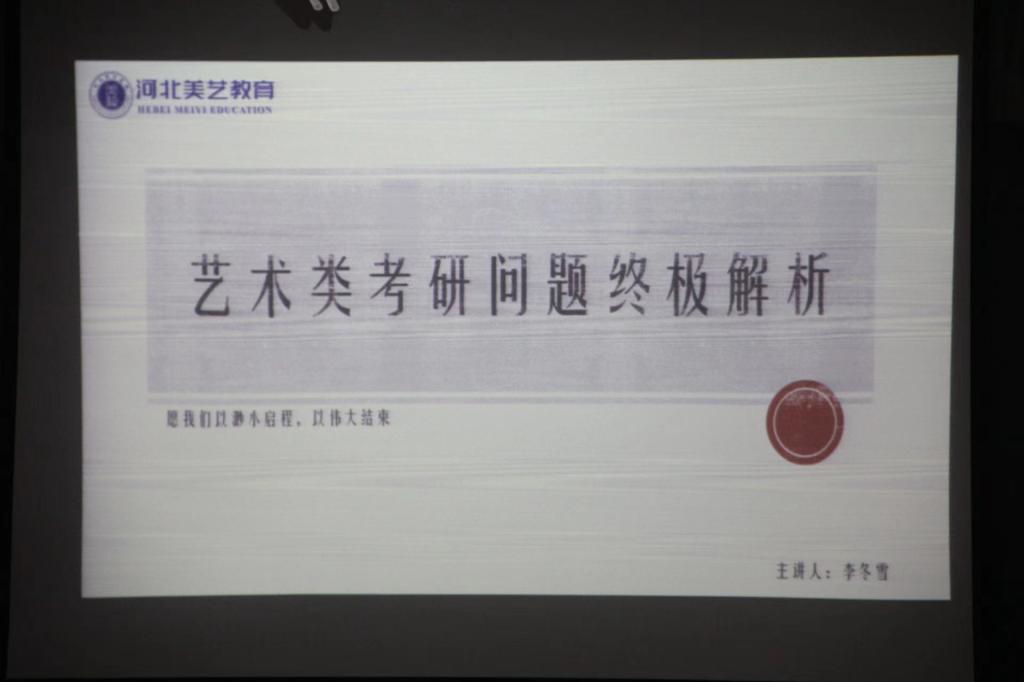 河北美艺教育
HEBEI MEIYI EDUCATION
艺术类考研问题终极解析
愿我们以渺小启程，以伟大结束
主讲人：李冬雪